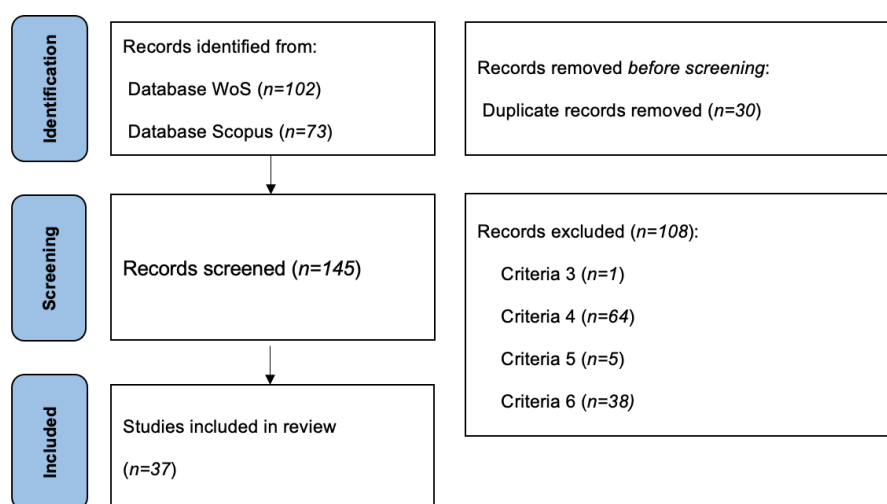 Identification
Records identified from:
Database WoS (n=102)
Database Scopus (n=73)
Records removed before screening:
Duplicate records removed (n=30)
Screening
Records screened (n=145)
Records excluded (n=108):
Criteria 3 (n=1)
Criteria 4 (n=64)
Criteria 5 (n=5)
Criteria 6 (n=38)
Included
Studies included in review
(n=37)